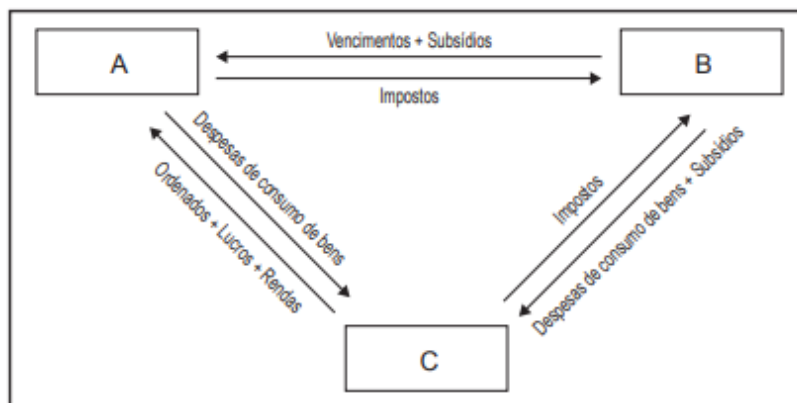 Vencimentos + Subsídios
A
B
Impostos
Despesas de consumo de bens
Ordenados + Lucros + Rendas
Impostos
Despesas de consumo de bens + Subsídios
C